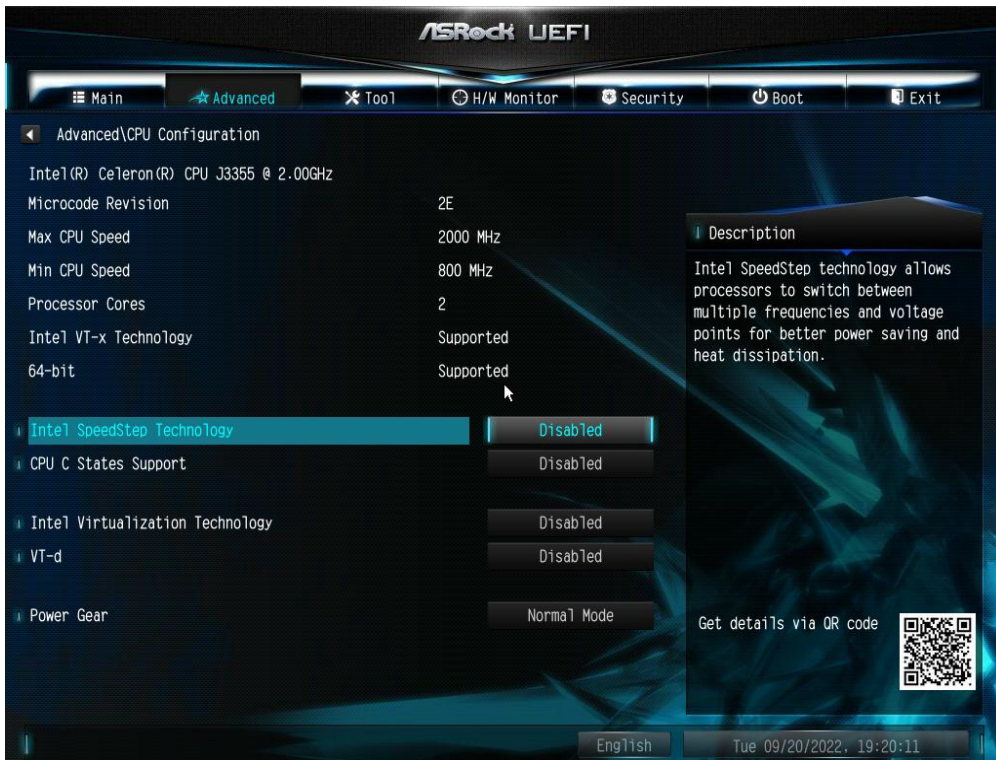 ASRock UEFI
Main Advanced Tool H/W Monitor Security Boot Exit
Advanced\CPU Configuration
Intel(R) Celeron(R) CPU J3355 @ 2.00GHz
Microcode Revision 2E
Max CPU Speed 2000 MHz
Min CPU Speed 800 MHz
Processor Cores 2
Intel VT-x Technology Supported
64-bit Supported
Intel SpeedStep Technology Disabled
CPU C States Support Disabled
Intel Virtualization Technology Disabled
VT-d Disabled
Power Gear Normal Mode
Description
Intel SpeedStep technology allows
processors to switch between
multiple frequencies and voltage
points for better power saving and
heat dissipation.
Get details via QR code
English Tue 09/20/2022, 19:20:11